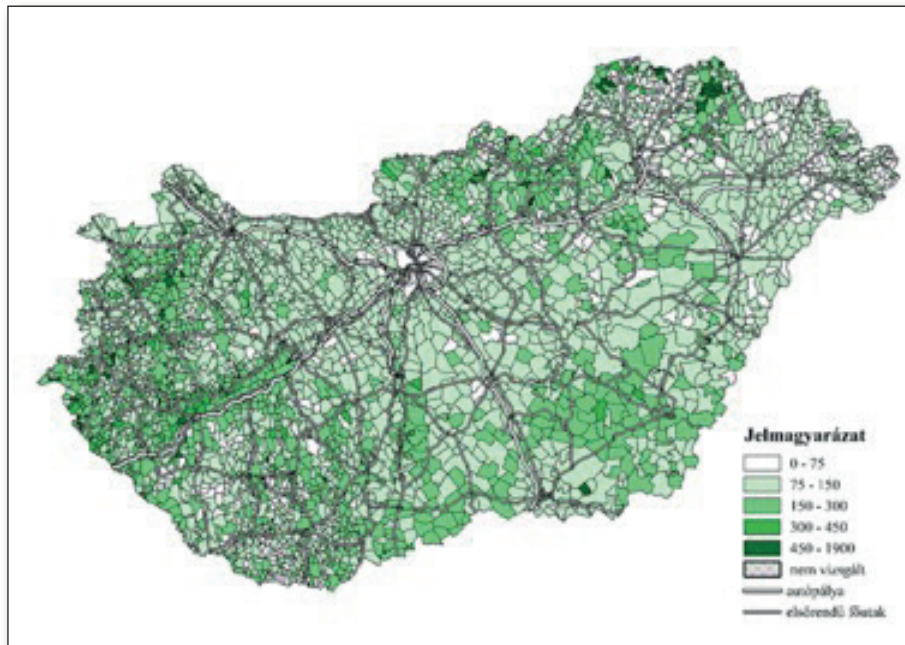 Jelmagyarázat
0 - 75
75 - 150
150 - 300
300 - 450
450 - 1900
nem vizsgált
autópálya
elsőrendű főutak